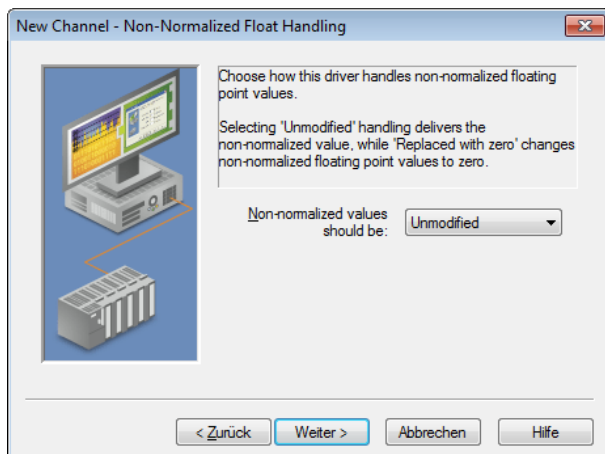 New Channel - Non-Normalized Float Handling
Choose how this driver handles non-normalized floating
point values.
Selecting 'Unmodified' handling delivers the
non-normalized value, while 'Replaced with zero' changes
non-normalized floating point values to zero.
Non-normalized values
should be:
Unmodified
< Zurück
Weiter >
Abbrechen
Hilfe